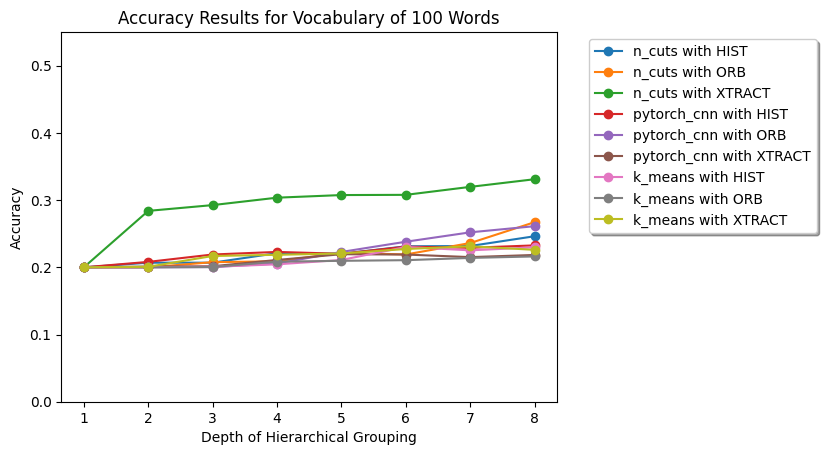 Accuracy Results for Vocabulary of 100 Words
0.5
0.4
0.3
0.2
0.1
0.0
Accuracy
1 2 3 4 5 6 7 8
Depth of Hierarchical Grouping
n_cuts with HIST
n_cuts with ORB
n_cuts with XTRACT
pytorch_cnn with HIST
pytorch_cnn with ORB
pytorch_cnn with XTRACT
k_means with HIST
k_means with ORB
k_means with XTRACT